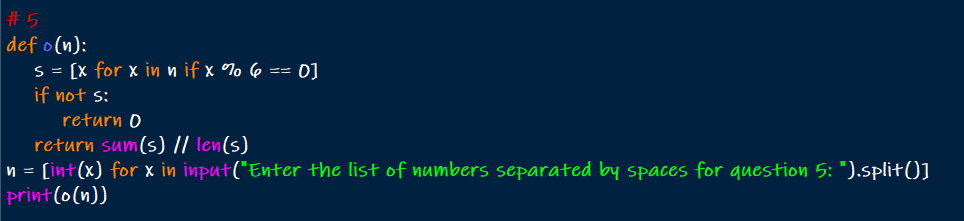 # 5
def o(n):
    s = [x for x in n if x % 6 == 0]
    if not s:
        return 0
    return sum(s) // len(s)
n = [int(x) for x in input("Enter the list of numbers separated by spaces for question 5: ").split()]
print(o(n))